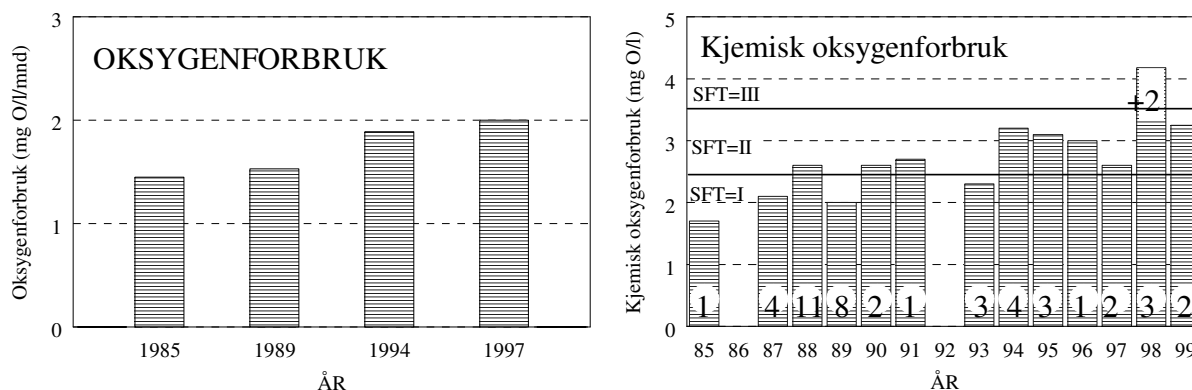 OKSYGENFORBRUK
Oksygenforbruk (mg O/l/mnd)
3
2
1
0
1985 1989 1994 1997
ÅR
Kjemisk oksygenforbruk
Kjemisk oksygenforbruk (mg O/l)
5
4
3
2
1
0
SFT=III
SFT=II
SFT=I
+2
1 4 11 8 2 1 3 4 3 1 2 3 2
85 86 87 88 89 90 91 92 93 94 95 96 97 98 99
ÅR